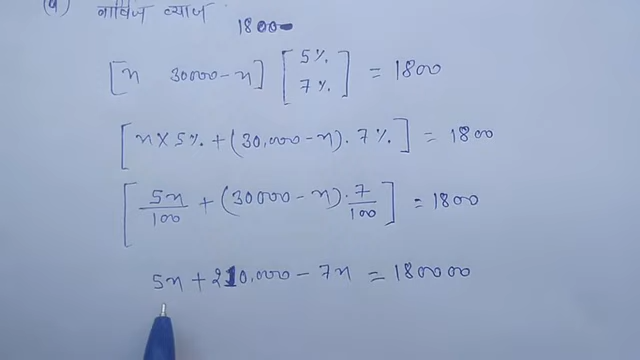 (a) वार्षिक ब्याज
1800-
[x 30000-x] [5% 7%] = 1800
[x × 5% + (30,000-x). 7%] = 1800
[5x/100 + (30000-x).7/100] = 1800
5x + 210,000 - 7x = 180000